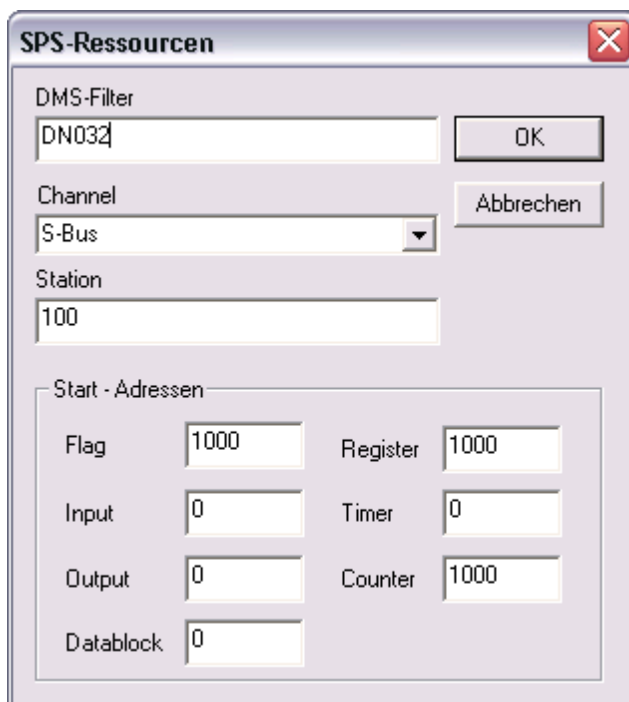 SPS-Ressourcen
DMS-Filter
DN032
OK
Channel
Abbrechen
S-Bus
Station
100
Start - Adressen
Flag 1000 Register 1000
Input 0 Timer 0
Output 0 Counter 1000
Datablock 0